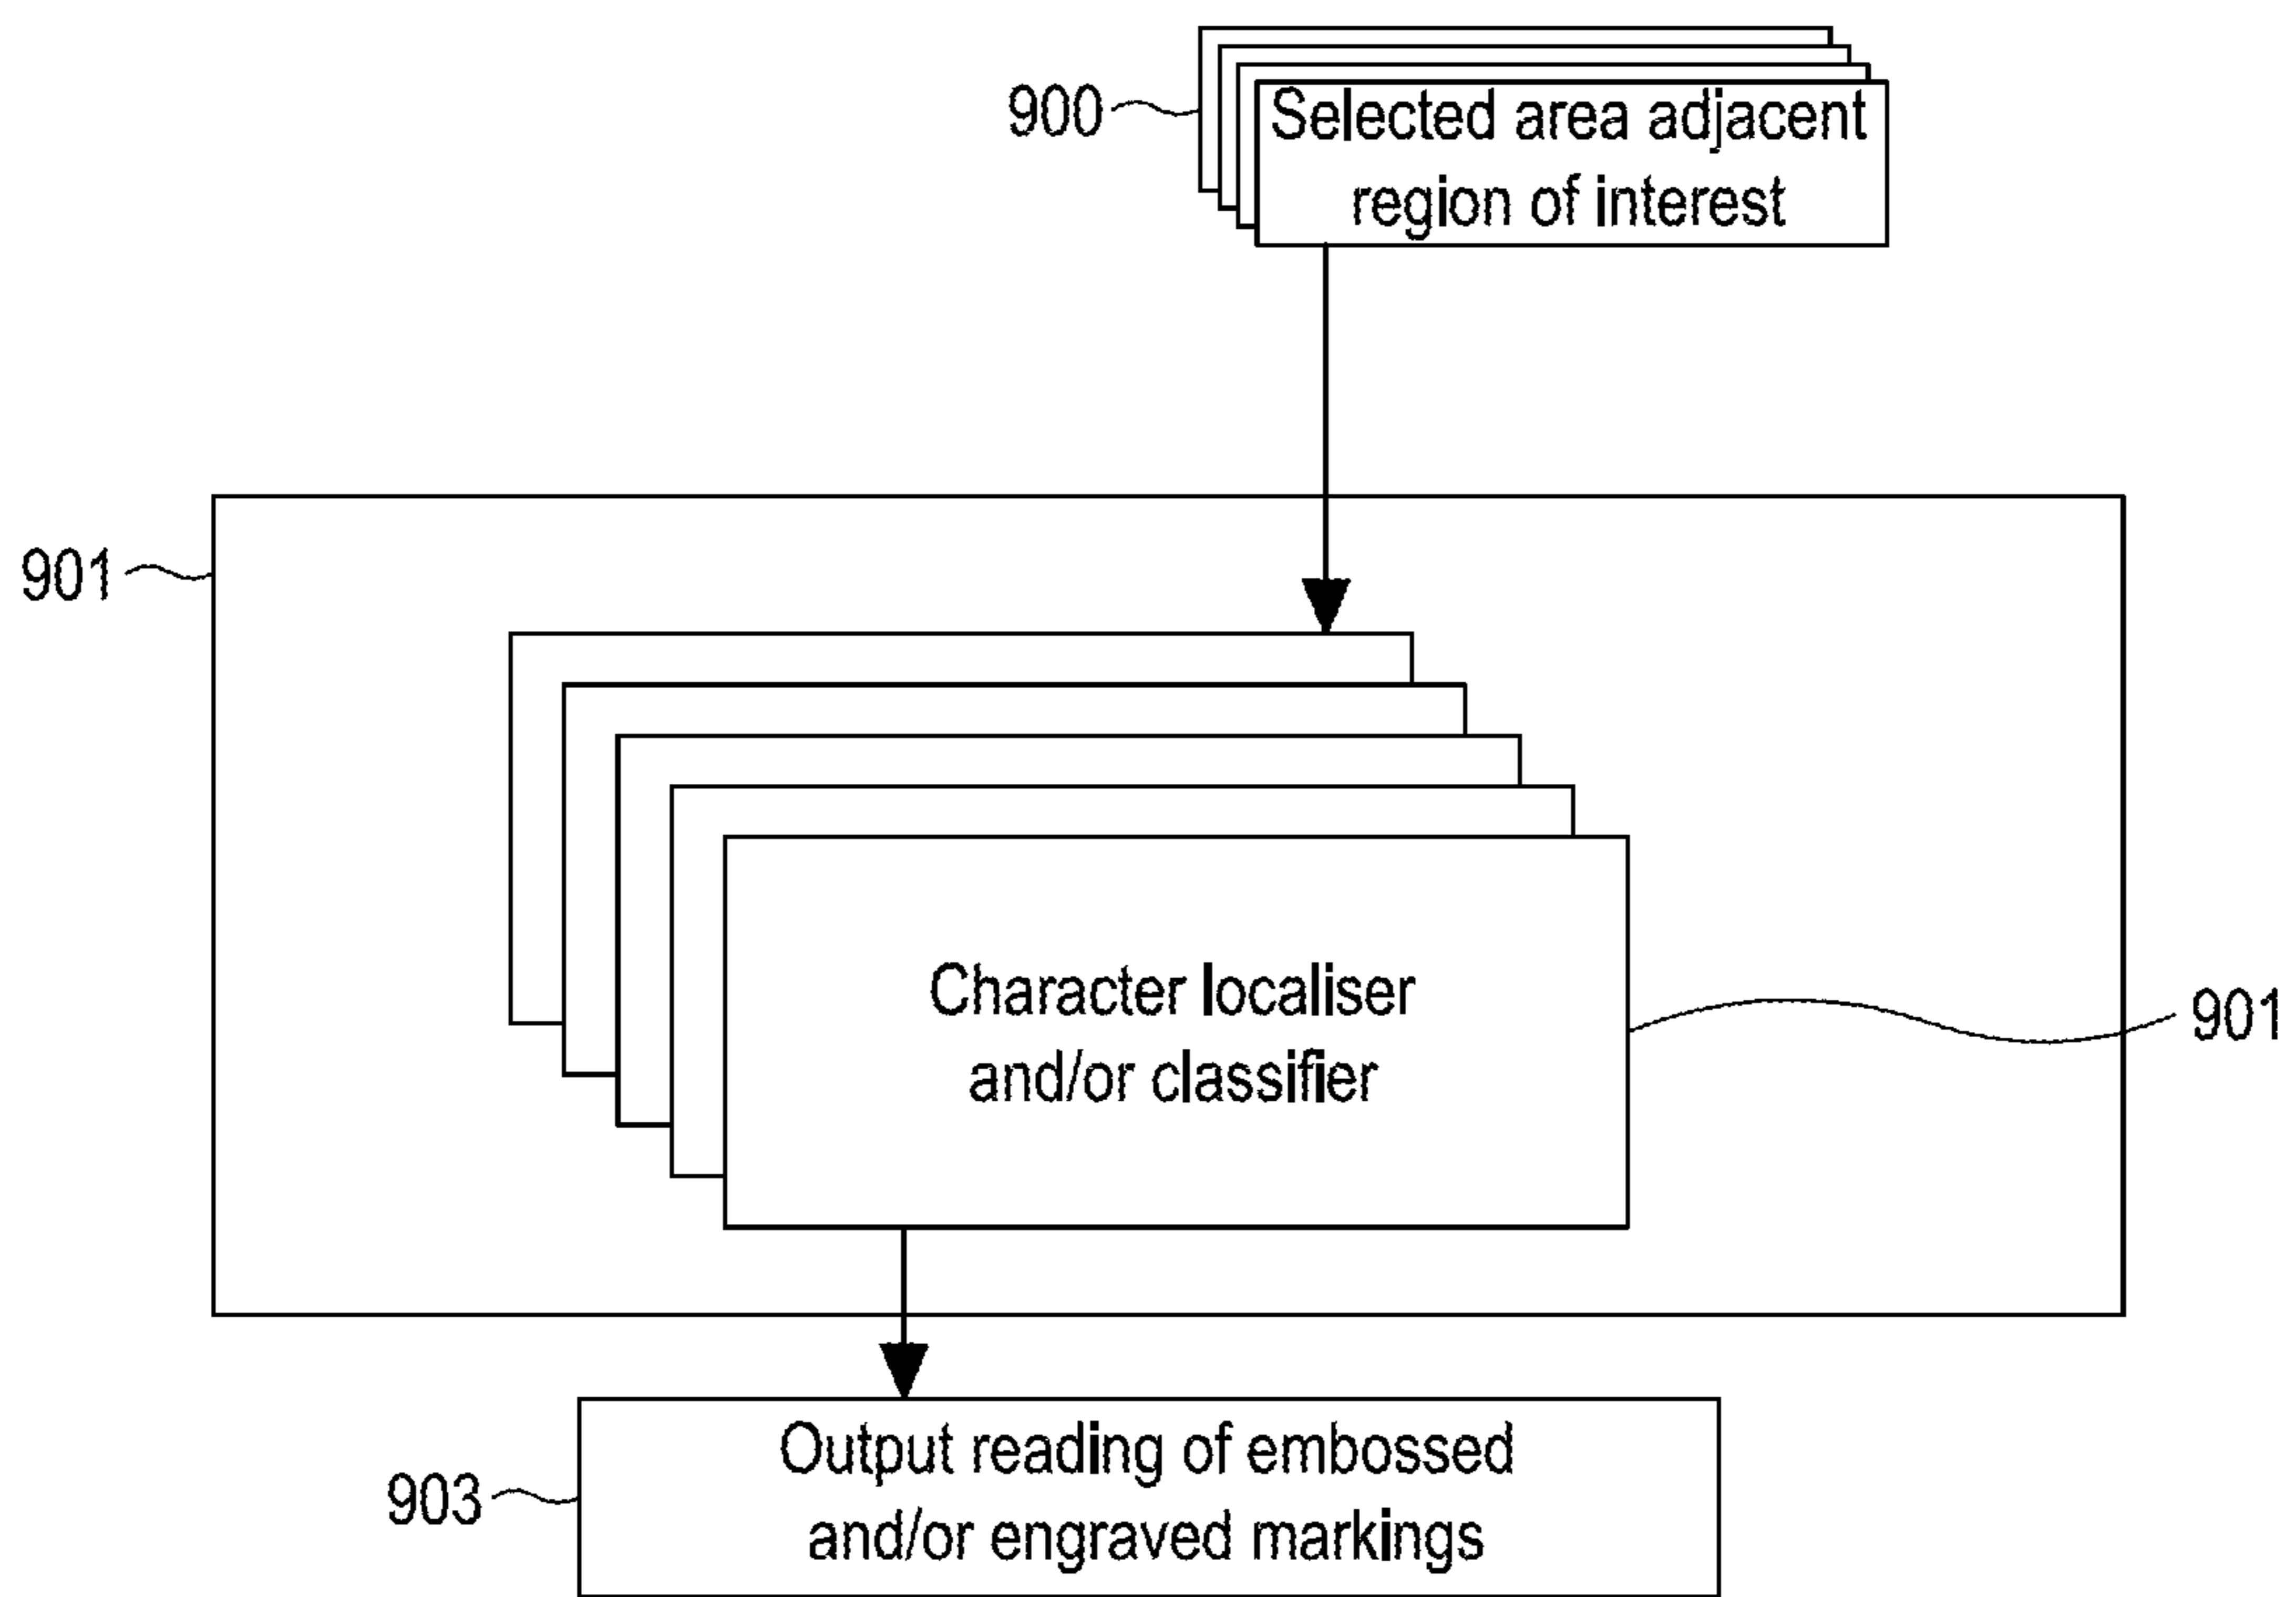 900
Selected area adjacent
region of interest
901
Character localiser
and/or classifier
901
Output reading of embossed
and/or engraved markings
903